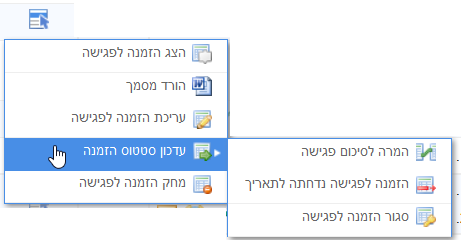 הצג הזמנה לפגישה
הורד מסמך
עריכת הזמנה לפגישה
עדכון סטטוס הזמנה
מחק הזמנה לפגישה
המרה לסיכום פגישה
הזמנה לפגישה נדחתה לתאריך
סגור הזמנה לפגישה